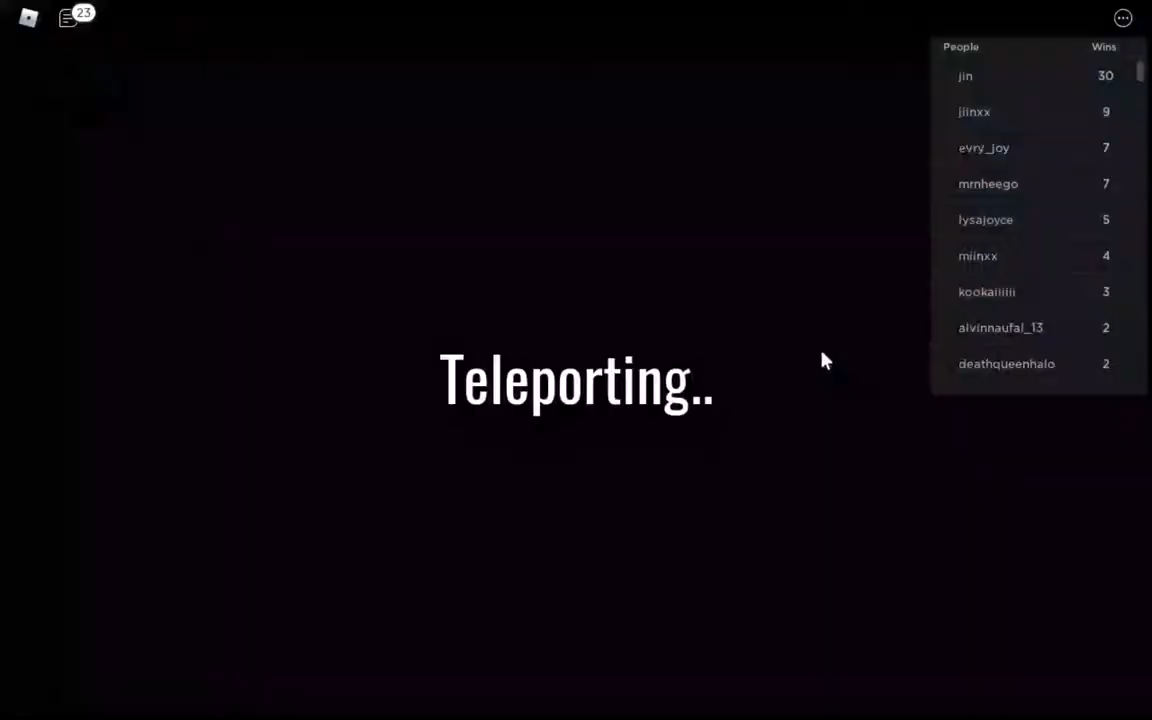 23
People Wins
jin 30
jiinxx 9
evry_joy 7
mrnheego 7
lysajoyce 5
miinxx 4
kookaiiiiii 3
alvinnaufal_13 2
deathqueenhalo 2
Teleporting..